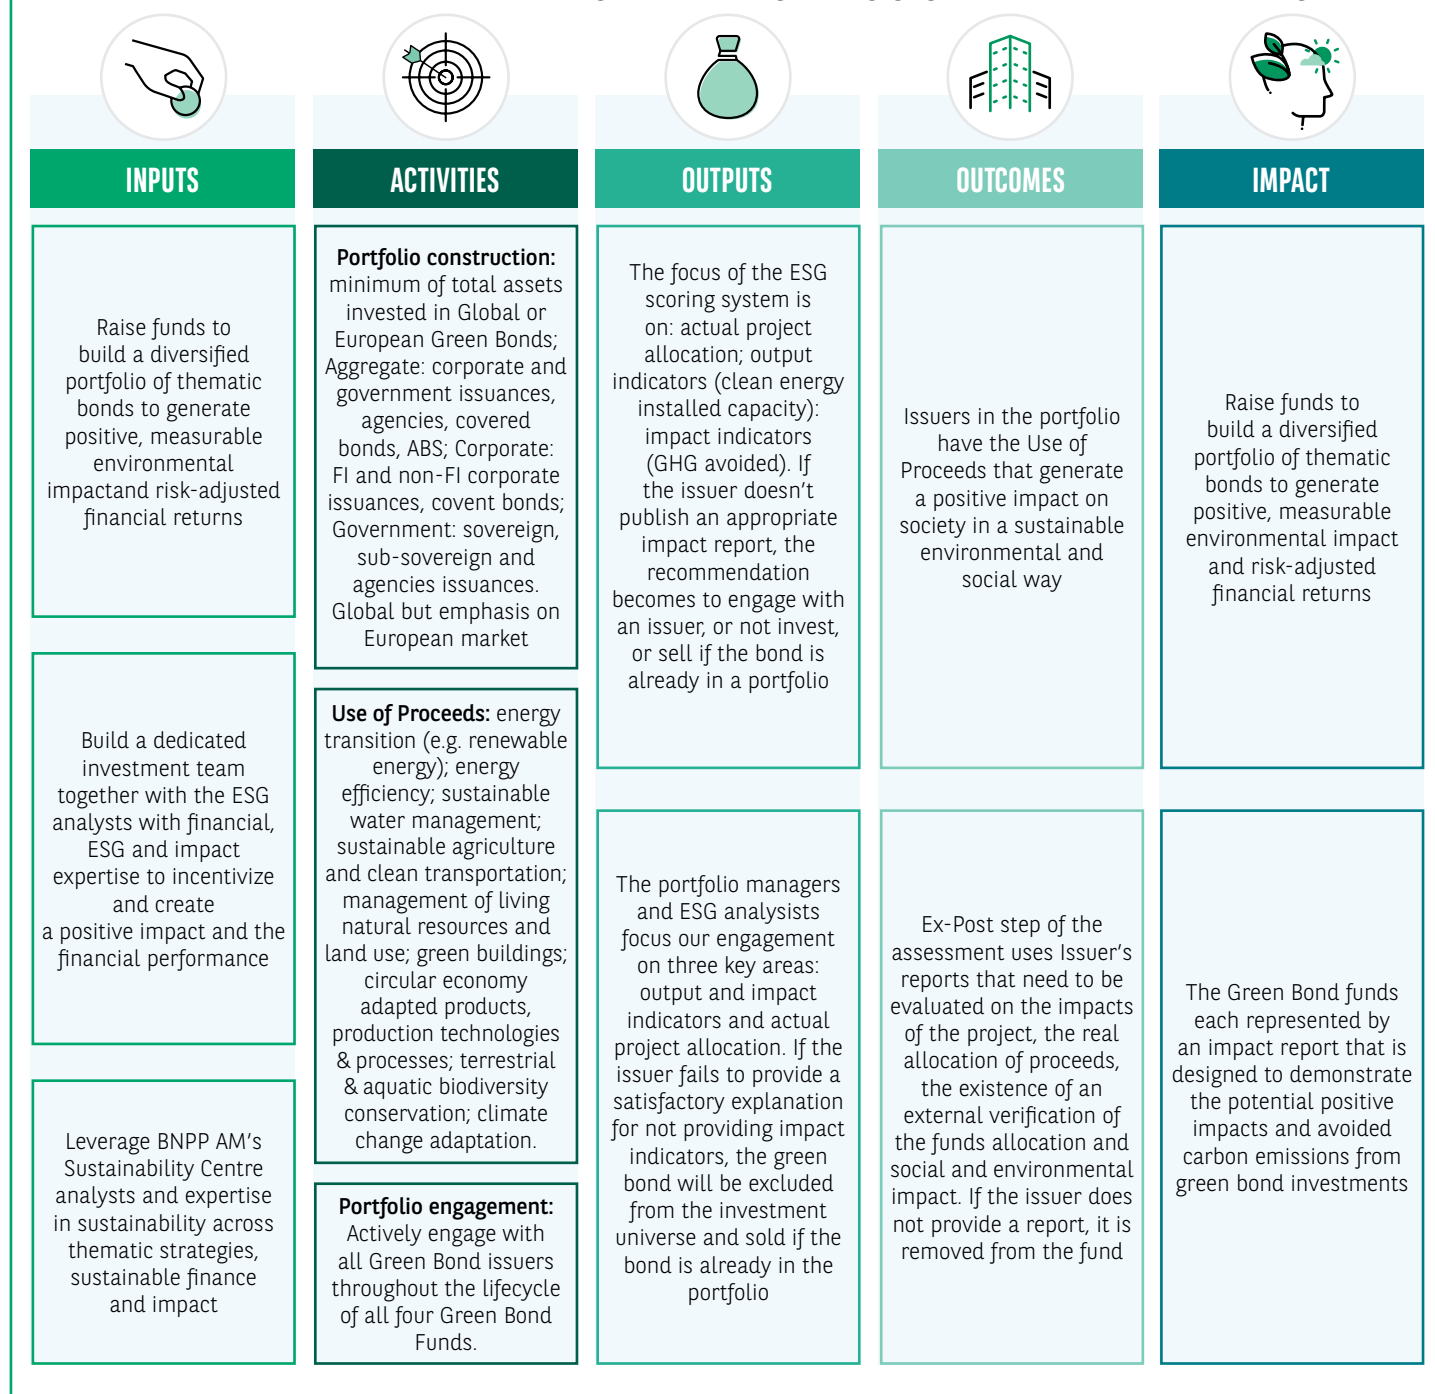 INPUTS
Raise funds to
build a diversified
portfolio of thematic
bonds to generate
positive, measurable
environmental
impactand risk-adjusted
financial returns
Build a dedicated
investment team
together with the ESG
analysts with financial,
ESG and impact
expertise to incentivize
and create
a positive impact and the
financial performance
Leverage BNPP AM's
Sustainability Centre
analysts and expertise
in sustainability across
thematic strategies,
sustainable finance
and impact
ACTIVITIES
Portfolio construction:
minimum of total assets
invested in Global or
European Green Bonds;
Aggregate: corporate and
government issuances,
agencies, covered
bonds, ABS; Corporate:
FI and non-FI corporate
issuances, covent bonds;
Government: sovereign,
sub-sovereign and
agencies issuances.
Global but emphasis on
European market
Use of Proceeds: energy
transition (e.g. renewable
energy); energy
efficiency; sustainable
water management;
sustainable agriculture
and clean transportation;
management of living
natural resources and
land use; green buildings;
circular economy
adapted products,
production technologies
& processes; terrestrial
& aquatic biodiversity
conservation; climate
change adaptation.
Portfolio engagement:
Actively engage with
all Green Bond issuers
throughout the lifecycle
of all four Green Bond
Funds.
OUTPUTS
The focus of the ESG
scoring system is
on: actual project
allocation; output
indicators (clean energy
installed capacity):
impact indicators
(GHG avoided). If
the issuer doesn't
publish an appropriate
impact report, the
recommendation
becomes to engage with
an issuer, or not invest,
or sell if the bond is
already in a portfolio
The portfolio managers
and ESG analysists
focus our engagement
on three key areas:
output and impact
indicators and actual
project allocation. If the
issuer fails to provide a
satisfactory explanation
for not providing impact
indicators, the green
bond will be excluded
from the investment
universe and sold if the
bond is already in the
portfolio
OUTCOMES
Issuers in the portfolio
have the Use of
Proceeds that generate
a positive impact on
society in a sustainable
environmental and
social way
Ex-Post step of the
assessment uses Issuer's
reports that need to be
evaluated on the impacts
of the project, the real
allocation of proceeds,
the existence of an
external verification of
the funds allocation and
social and environmental
impact. If the issuer does
not provide a report, it is
removed from the fund
IMPACT
Raise funds to
build a diversified
portfolio of thematic
bonds to generate
positive, measurable
environmental impact
and risk-adjusted
financial returns
The Green Bond funds
each represented by
an impact report that is
designed to demonstrate
the potential positive
impacts and avoided
carbon emissions from
green bond investments